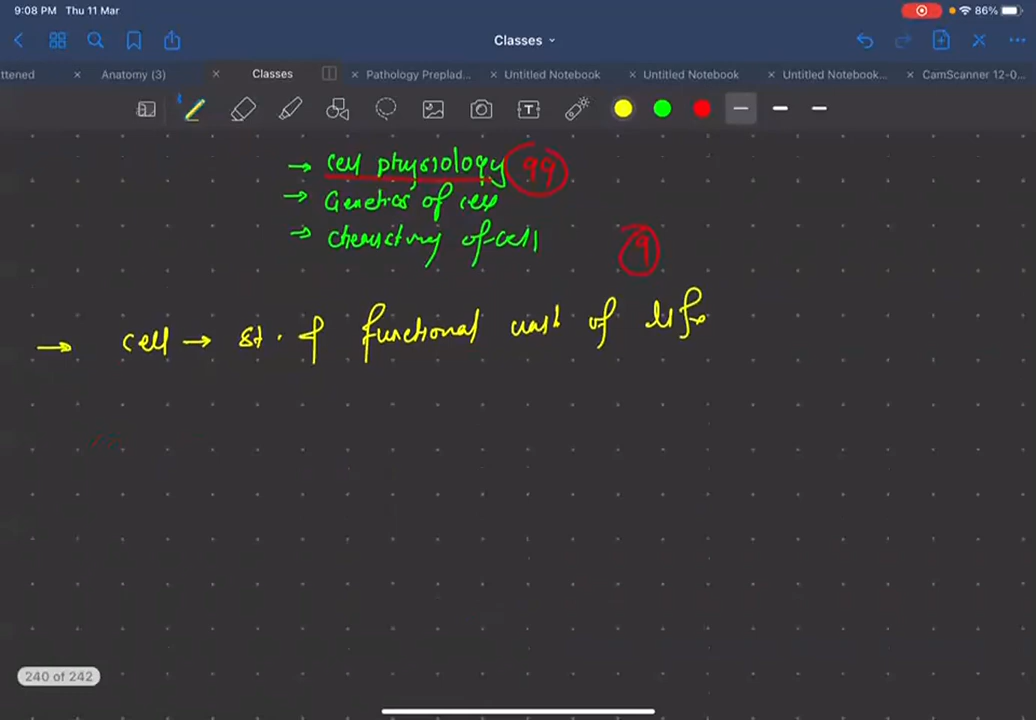 9:08 PM Thu 11 Mar
86%
Classes
ttened
Anatomy (3)
Classes
Pathology Preplad...
Untitled Notebook
Untitled Notebook
Untitled Notebook...
CamScanner 12-0...
→ cell physiology 99
→ Genetics of cell
→ chemistry of cell
9
→ cell → st. & functional unit of life
240 of 242